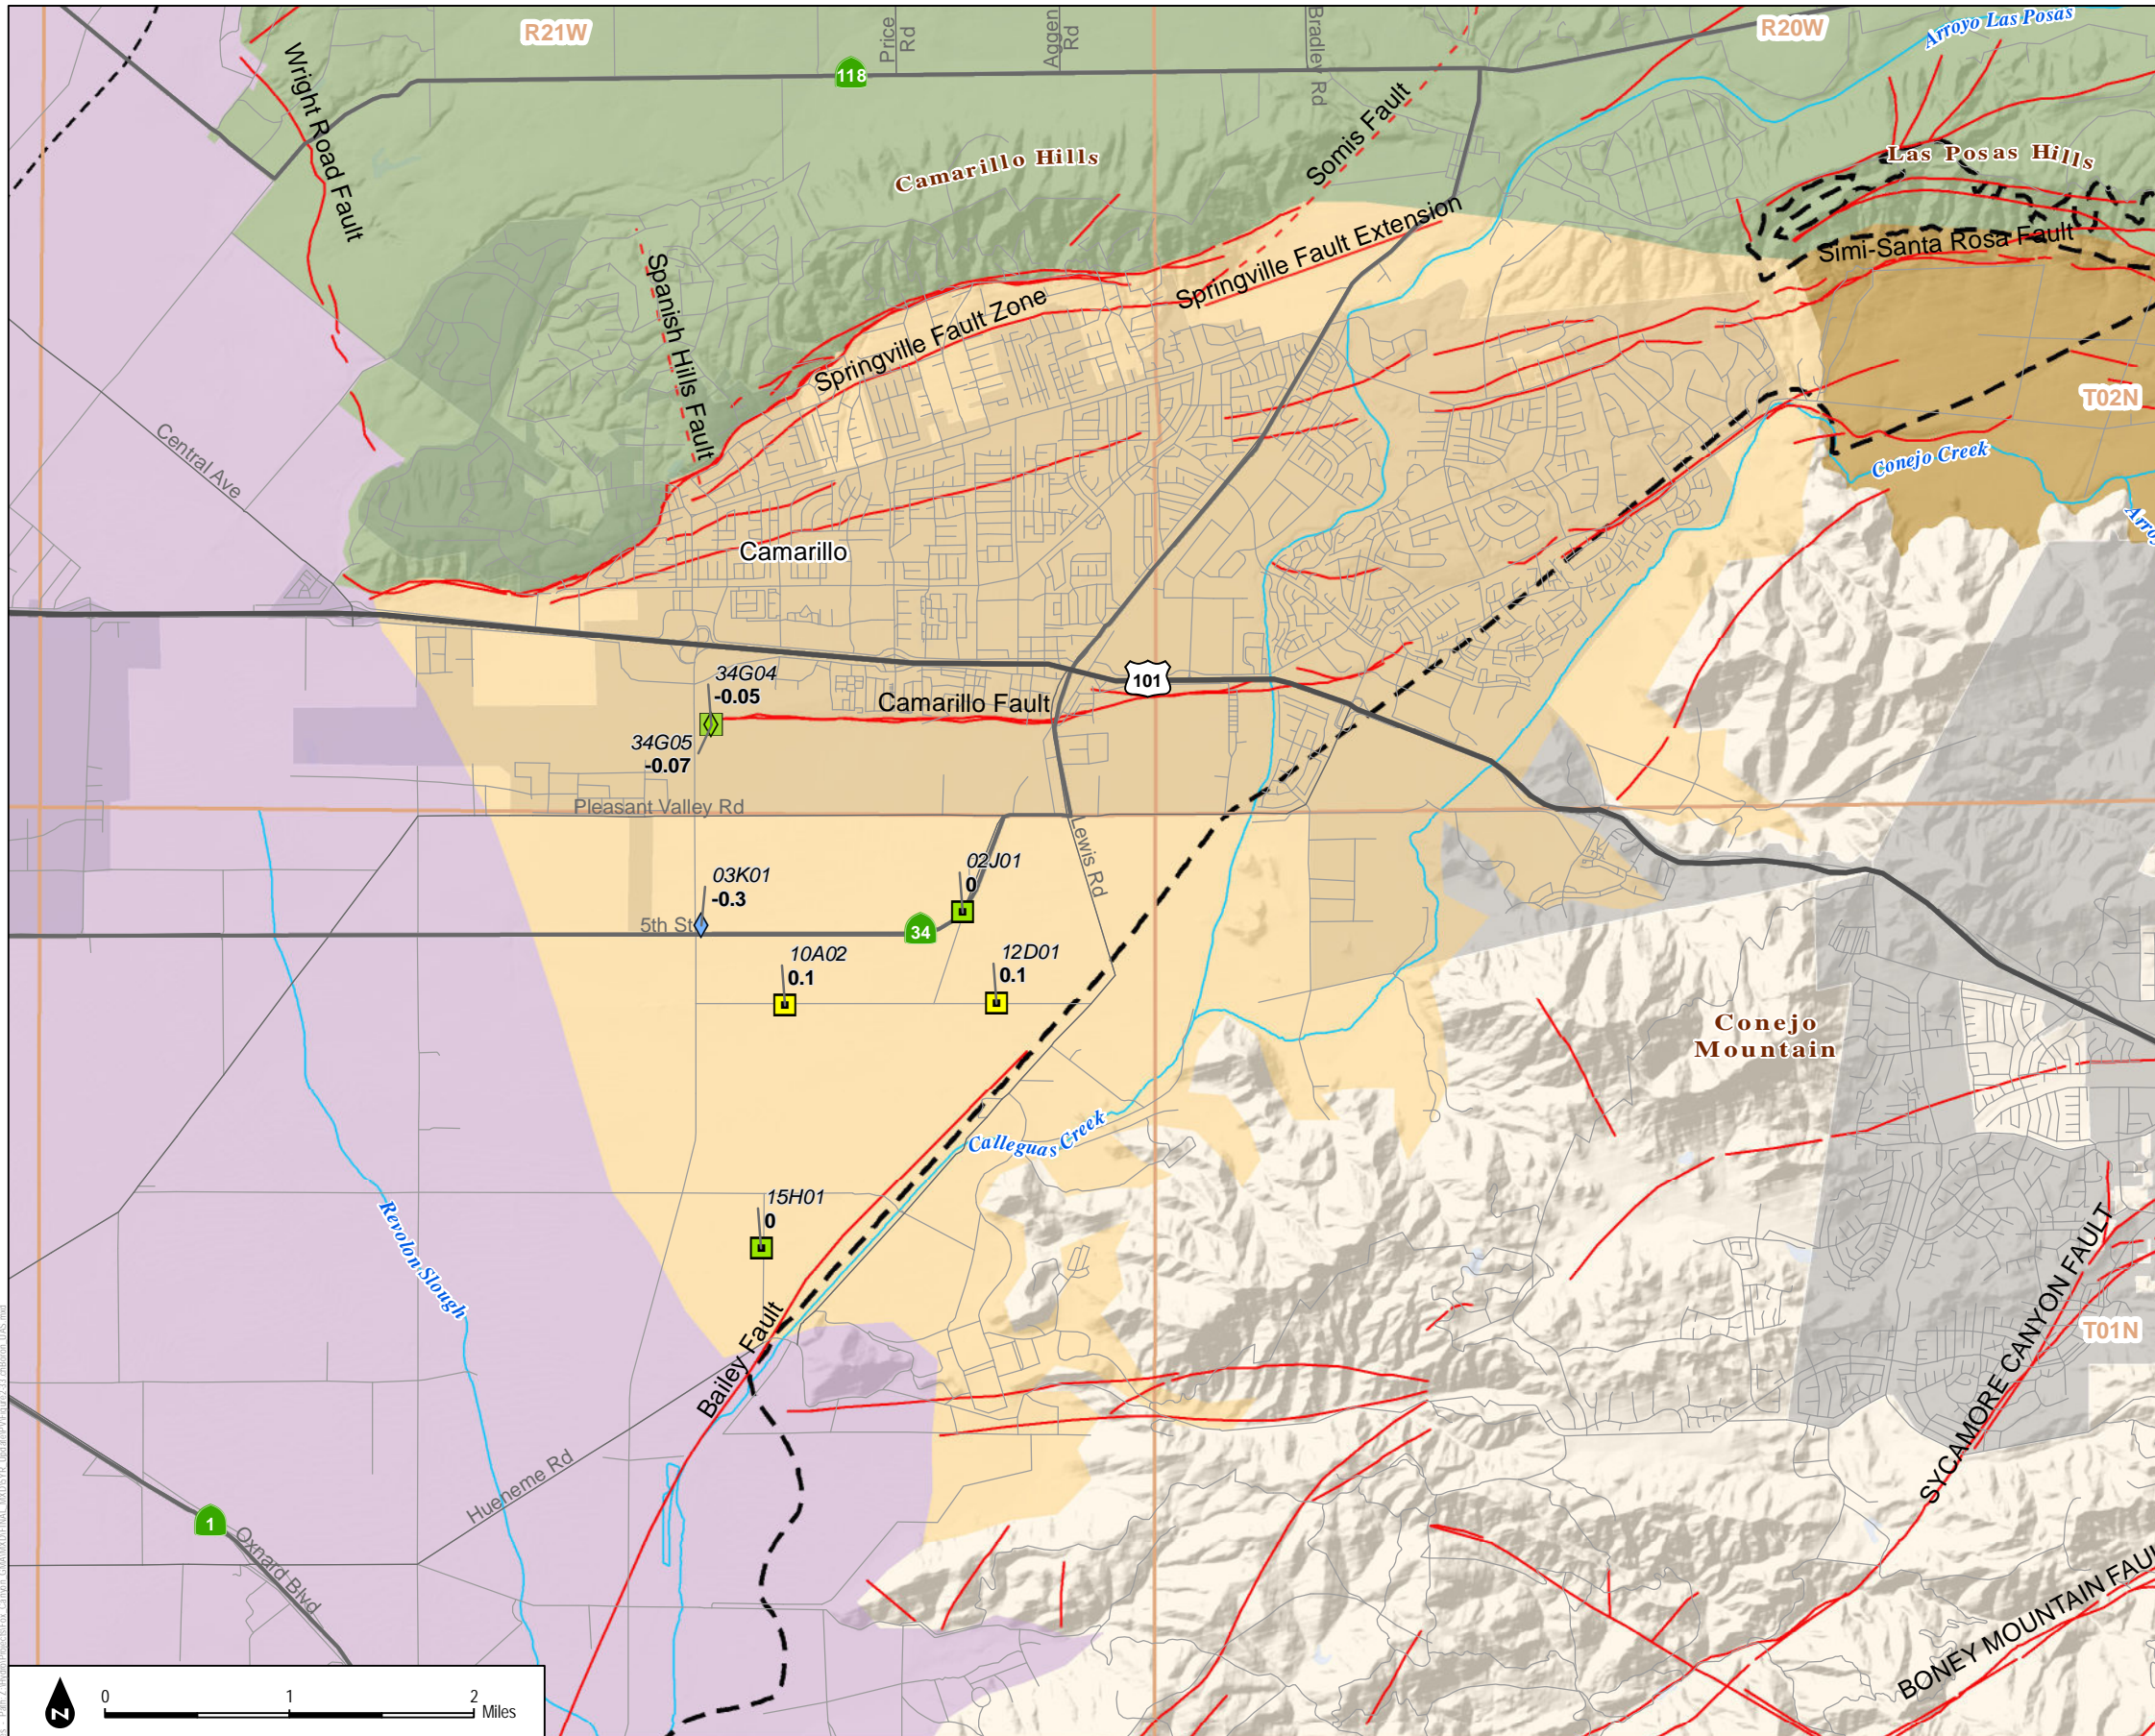 R21W
Price
Rd
Aggen
Rd
Bradley Rd
R20W
Arroyo Las Posas
118
Wright Road Fault
Camarillo Hills
Somis Fault
Las Posas Hills
Springville Fault Extension
Simi-Santa Rosa Fault
Spanish Hills Fault
Springville Fault Zone
T02N
Central Ave
Conejo Creek
Camarillo
34G04
-0.05
101
Camarillo Fault
34G05
-0.07
Pleasant Valley Rd
Lewis Rd
02J01
0
03K01
-0.3
5th St
34
10A02
0.1
12D01
0.1
Conejo
Mountain
Calleguas Creek
15H01
0
Revolon Slough
Bailey Fault
SYCAMORE CANYON FAULT
T01N
Hueneme Rd
1
Oxnard Blvd
BONEY MOUNTAIN FAU
N
0 1 2
Miles